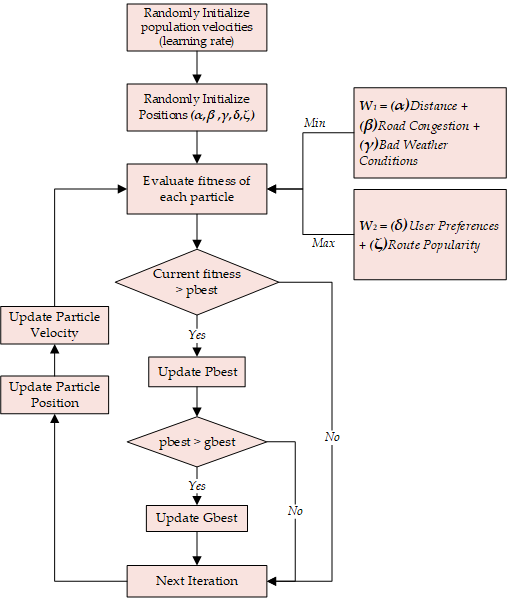 Randomly Initialize
population velocities
(learning rate)
Randomly Initialize
Positions (α,β ,γ,δ,ζ)
Min
W1 = (α)Distance +
(β)Road Congestion +
(γ)Bad Weather
Conditions
Evaluate fitness of
each particle
Max
W2 = (δ) User Preferences
+ (ζ)Route Popularity
Current fitness
> pbest
Yes
No
Update Particle
Velocity
Update Pbest
Update Particle
Position
pbest > gbest
Yes
No
Update Gbest
Next Iteration